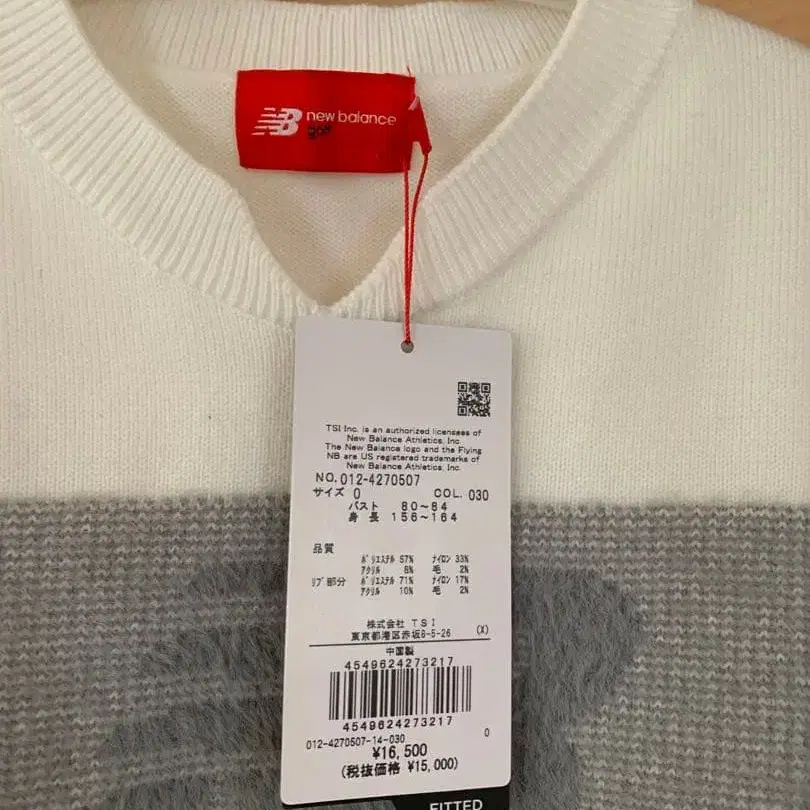 NB new balance
golf
TSI Inc. is an authorized licensees of
New Balance Athletics, Inc.
The New Balance logo and the Flying
NB are US registered trademarks of
New Balance Athletics, Inc.
NO.012-4270507
サイズ 0 COL. 030
バスト 80~84
身長 156~164
品質
ポリエステル 57% ナイロン 33%
アクリル 8% 毛 2%
リブ部分 ポリエステル 71% ナイロン 17%
アクリル 10% 毛 2%
株式会社 TSI
東京都港区赤坂8-5-26 (X)
中国製
4549624273217
4549624273217
012-4270507-14-030 0
¥16,500
(税抜価格 ¥15,000)
FITTED